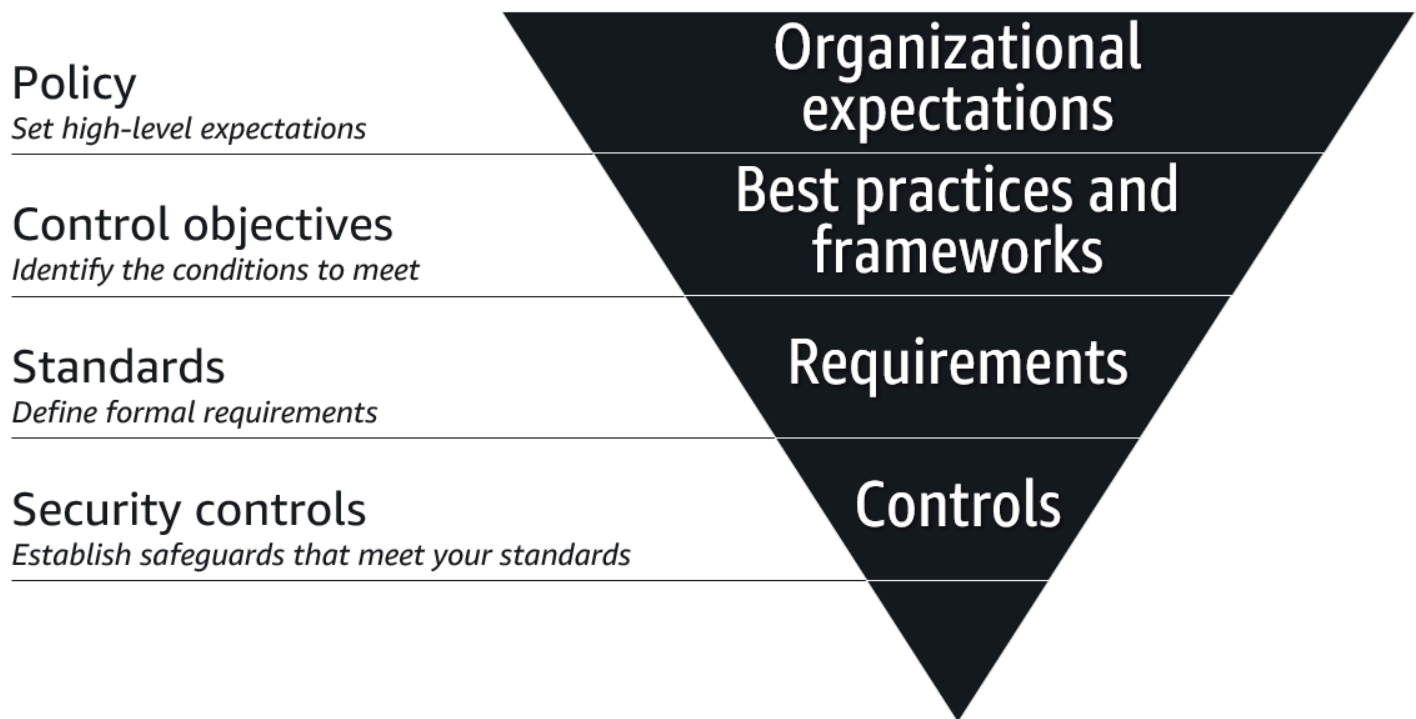 Policy
Set high-level expectations
Organizational
expectations
Control objectives
Identify the conditions to meet
Best practices and
frameworks
Standards
Define formal requirements
Requirements
Security controls
Establish safeguards that meet your standards
Controls